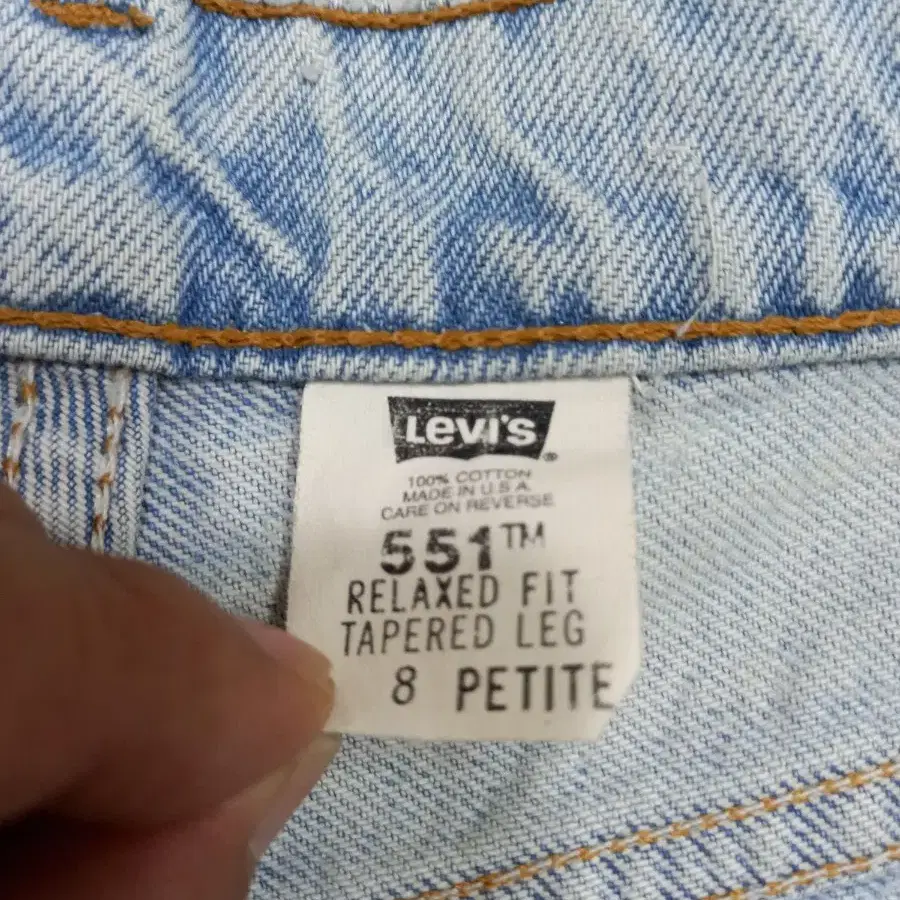 Levi's ®
100% COTTON
MADE IN U.S.A.
CARE ON REVERSE
551™
RELAXED FIT
TAPERED LEG
8 PETITE